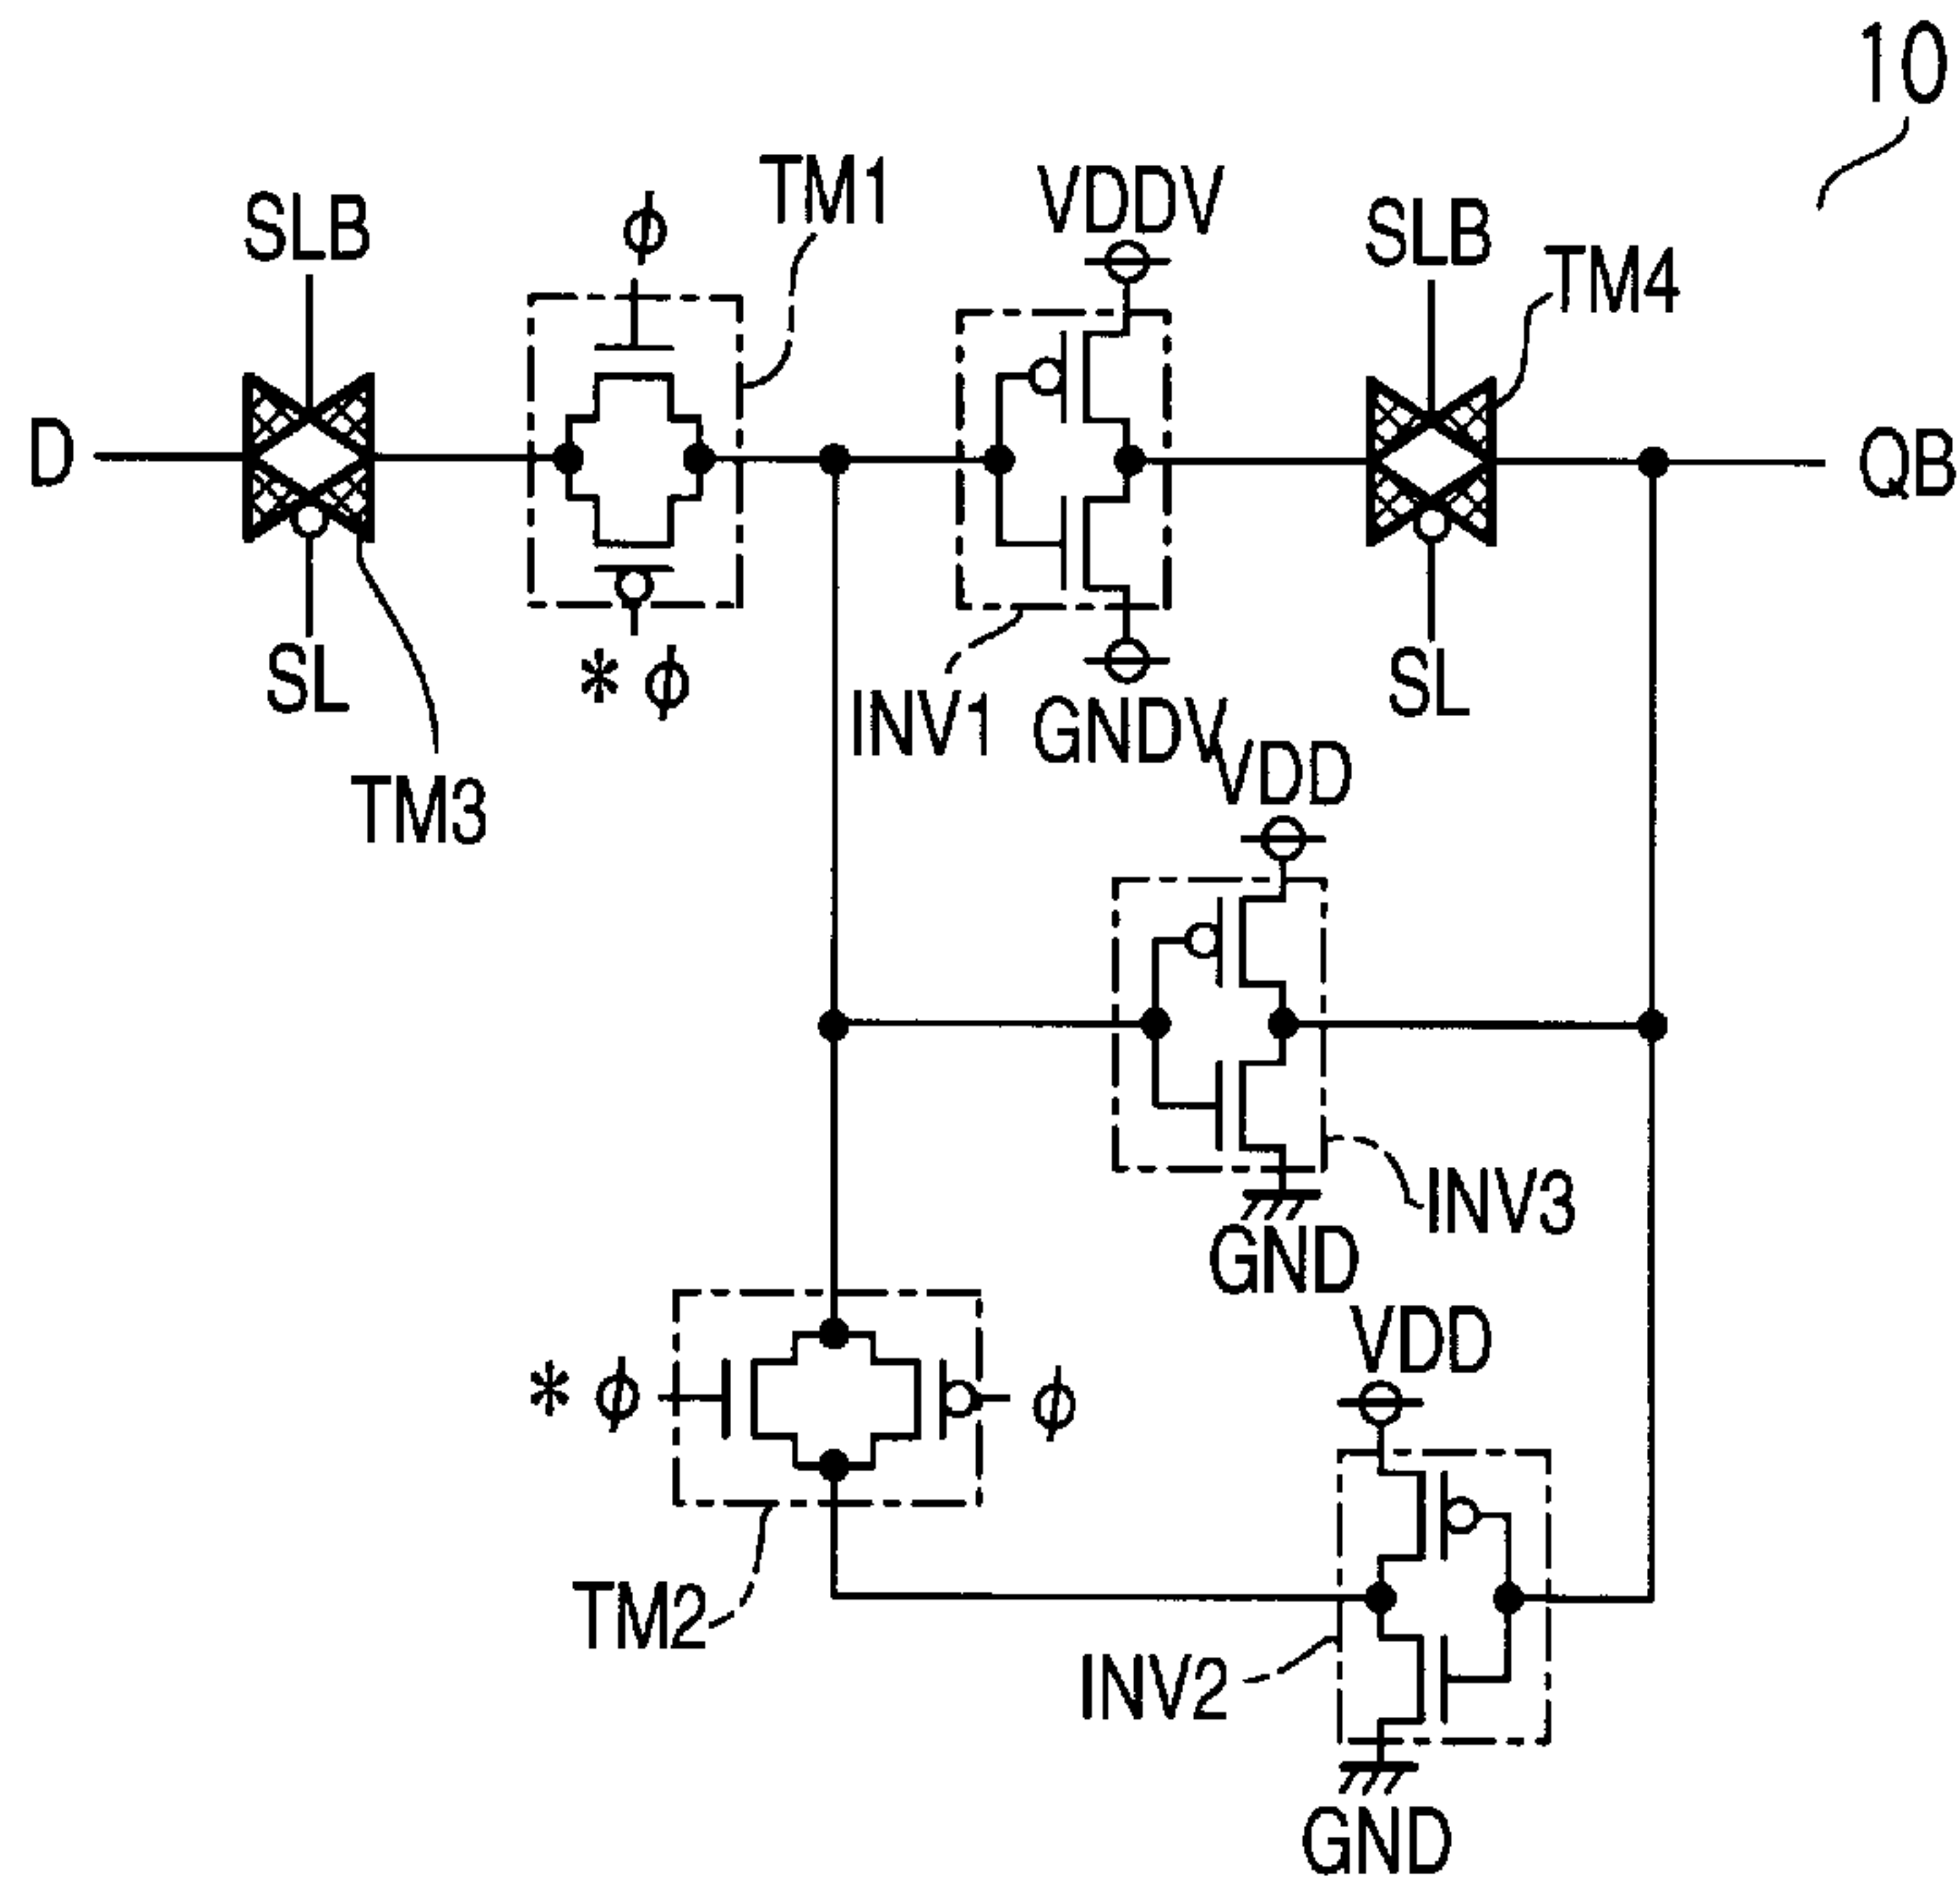 10
TM1
VDDV
SLB
ϕ
SLB
TM4
D
QB
SL
* ϕ
INV1
GNDV
SL
VDD
TM3
INV3
GND
VDD
* ϕ
ϕ
TM2
INV2
GND